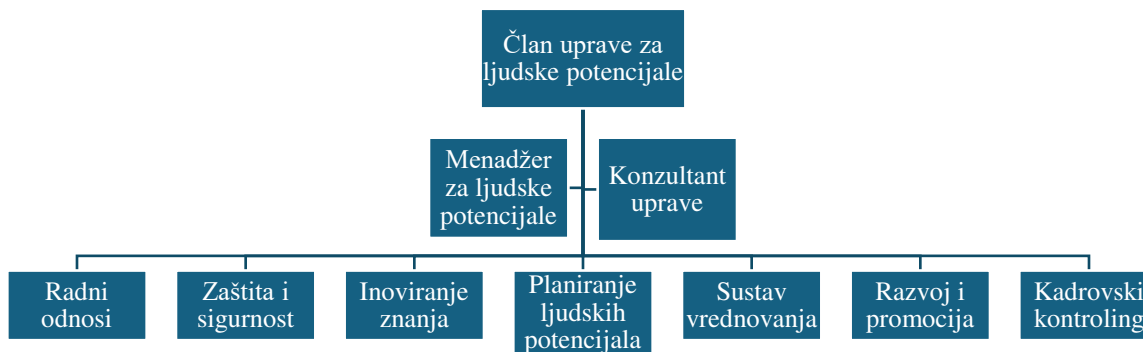 Član uprave za
ljudske potencijale
Menadžer
za ljudske
potencijale
Konzultant
uprave
Radni
odnosi
Zaštita i
sigurnost
Inoviranje
znanja
Planiranje
ljudskih
potencijala
Sustav
vrednovanja
Razvoj i
promocija
Kadrovski
kontroling